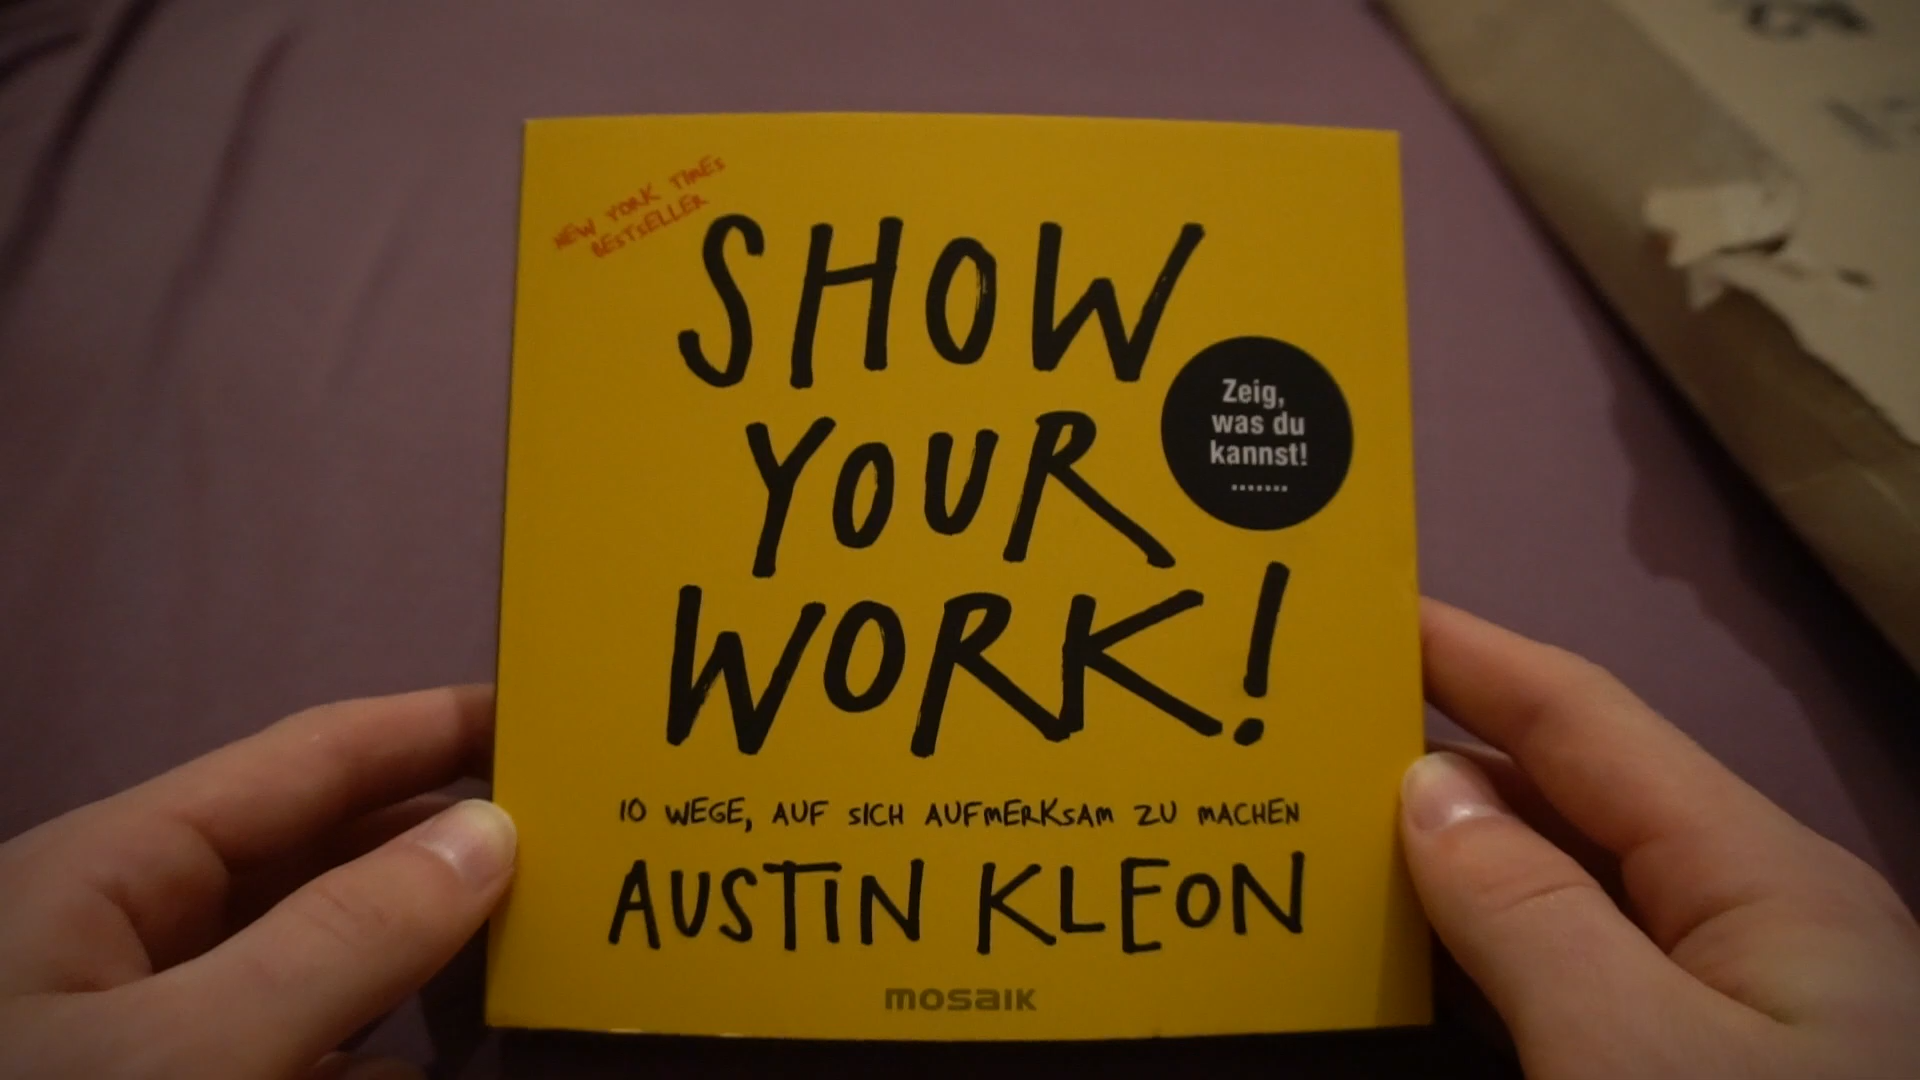 NEW YORK TIMES
BESTSELLER
SHOW
YOUR
WORK!
Zeig,
was du
kannst!
10 WEGE, AUF SICH AUFMERKSAM ZU MACHEN
AUSTIN KLEON
mosaik